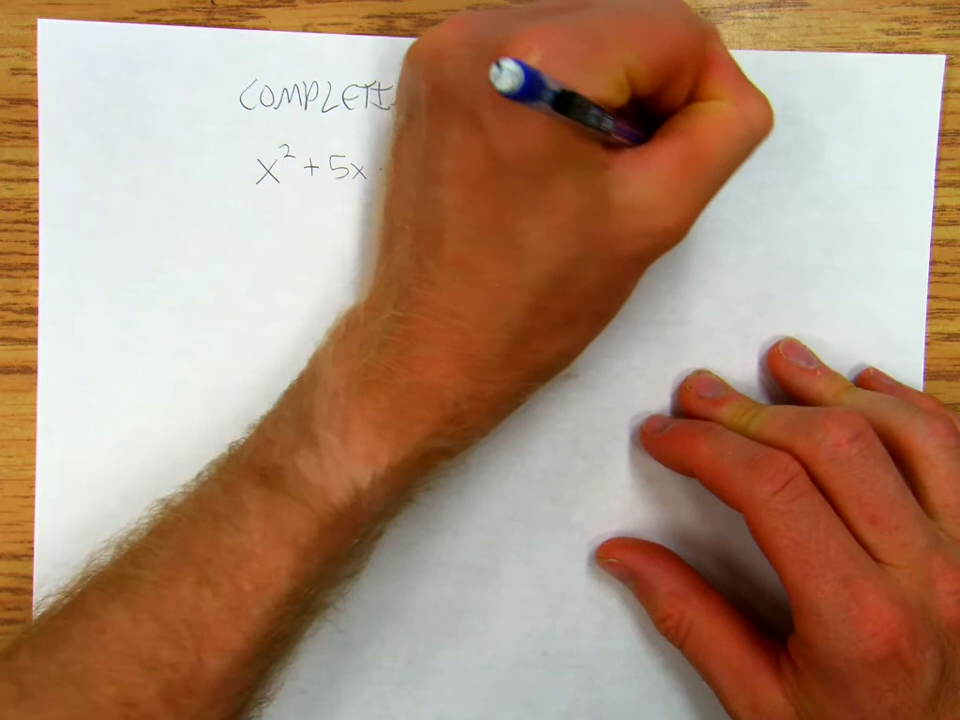 COMPLETI
x² + 5x